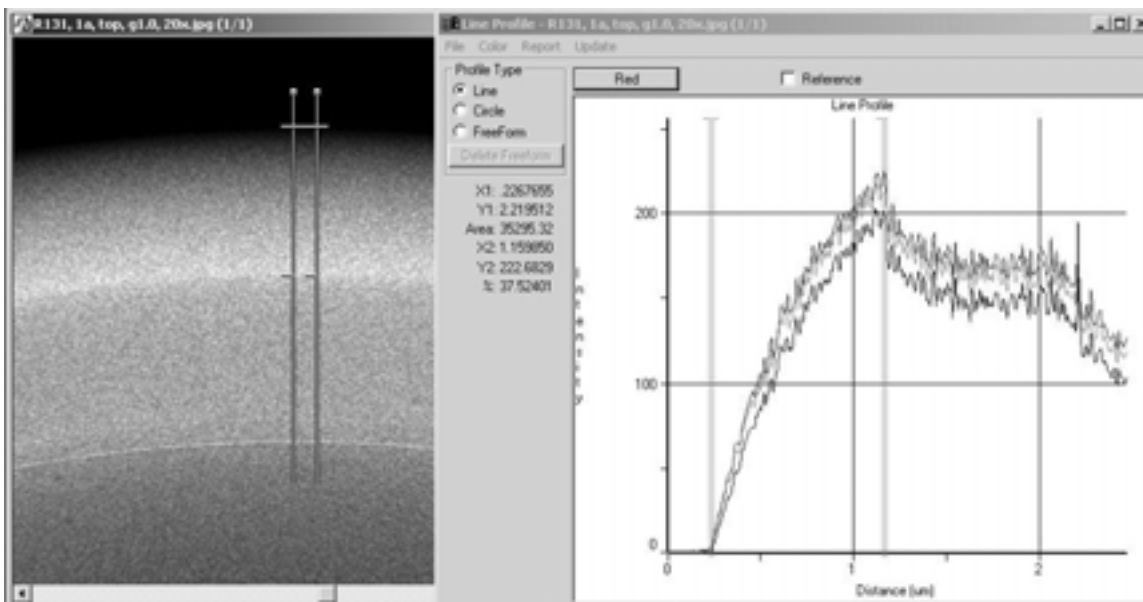 R131, 1a, top, g1.0, 20x.jpg (1/1)
Line Profile - R131, 1a, top, g1.0, 20x.jpg (1/1)
File Color Report Update
Profile Type
Line
Circle
FreeForm
Delete Freeform
X1: .2267655
Y1: 2.219512
Area: 35295.32
X2: 1.159850
Y2: 222.6829
%: 37.52401
Red
Reference
Line Profile
Intensity
200
100
0
0
1
2
Distance (um)